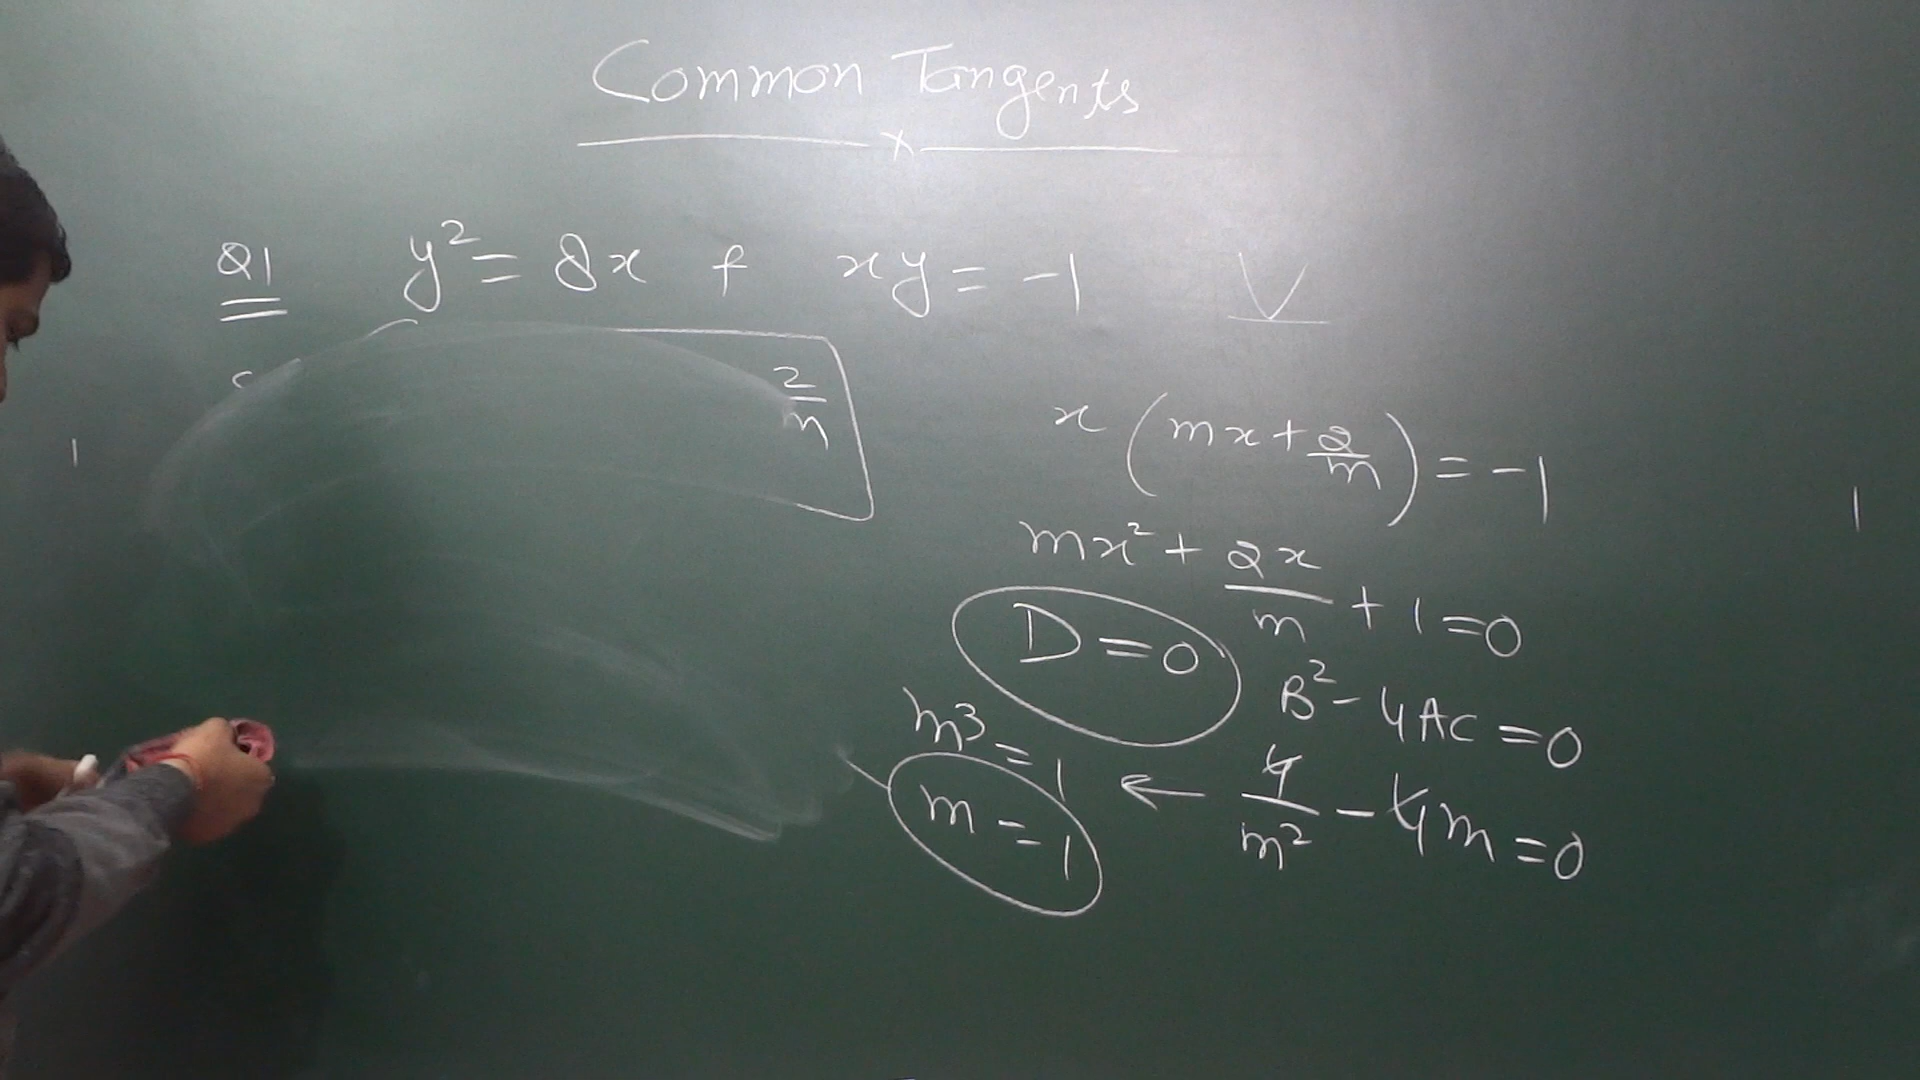 Common Tangents
x
Q1 y² = 8x & xy = -1
2/m
x (mx + 2/m) = -1
mx² + 2x/m + 1 = 0
D = 0
B² - 4AC = 0
4/m² - 4m = 0
← m³ = 1
m = 1